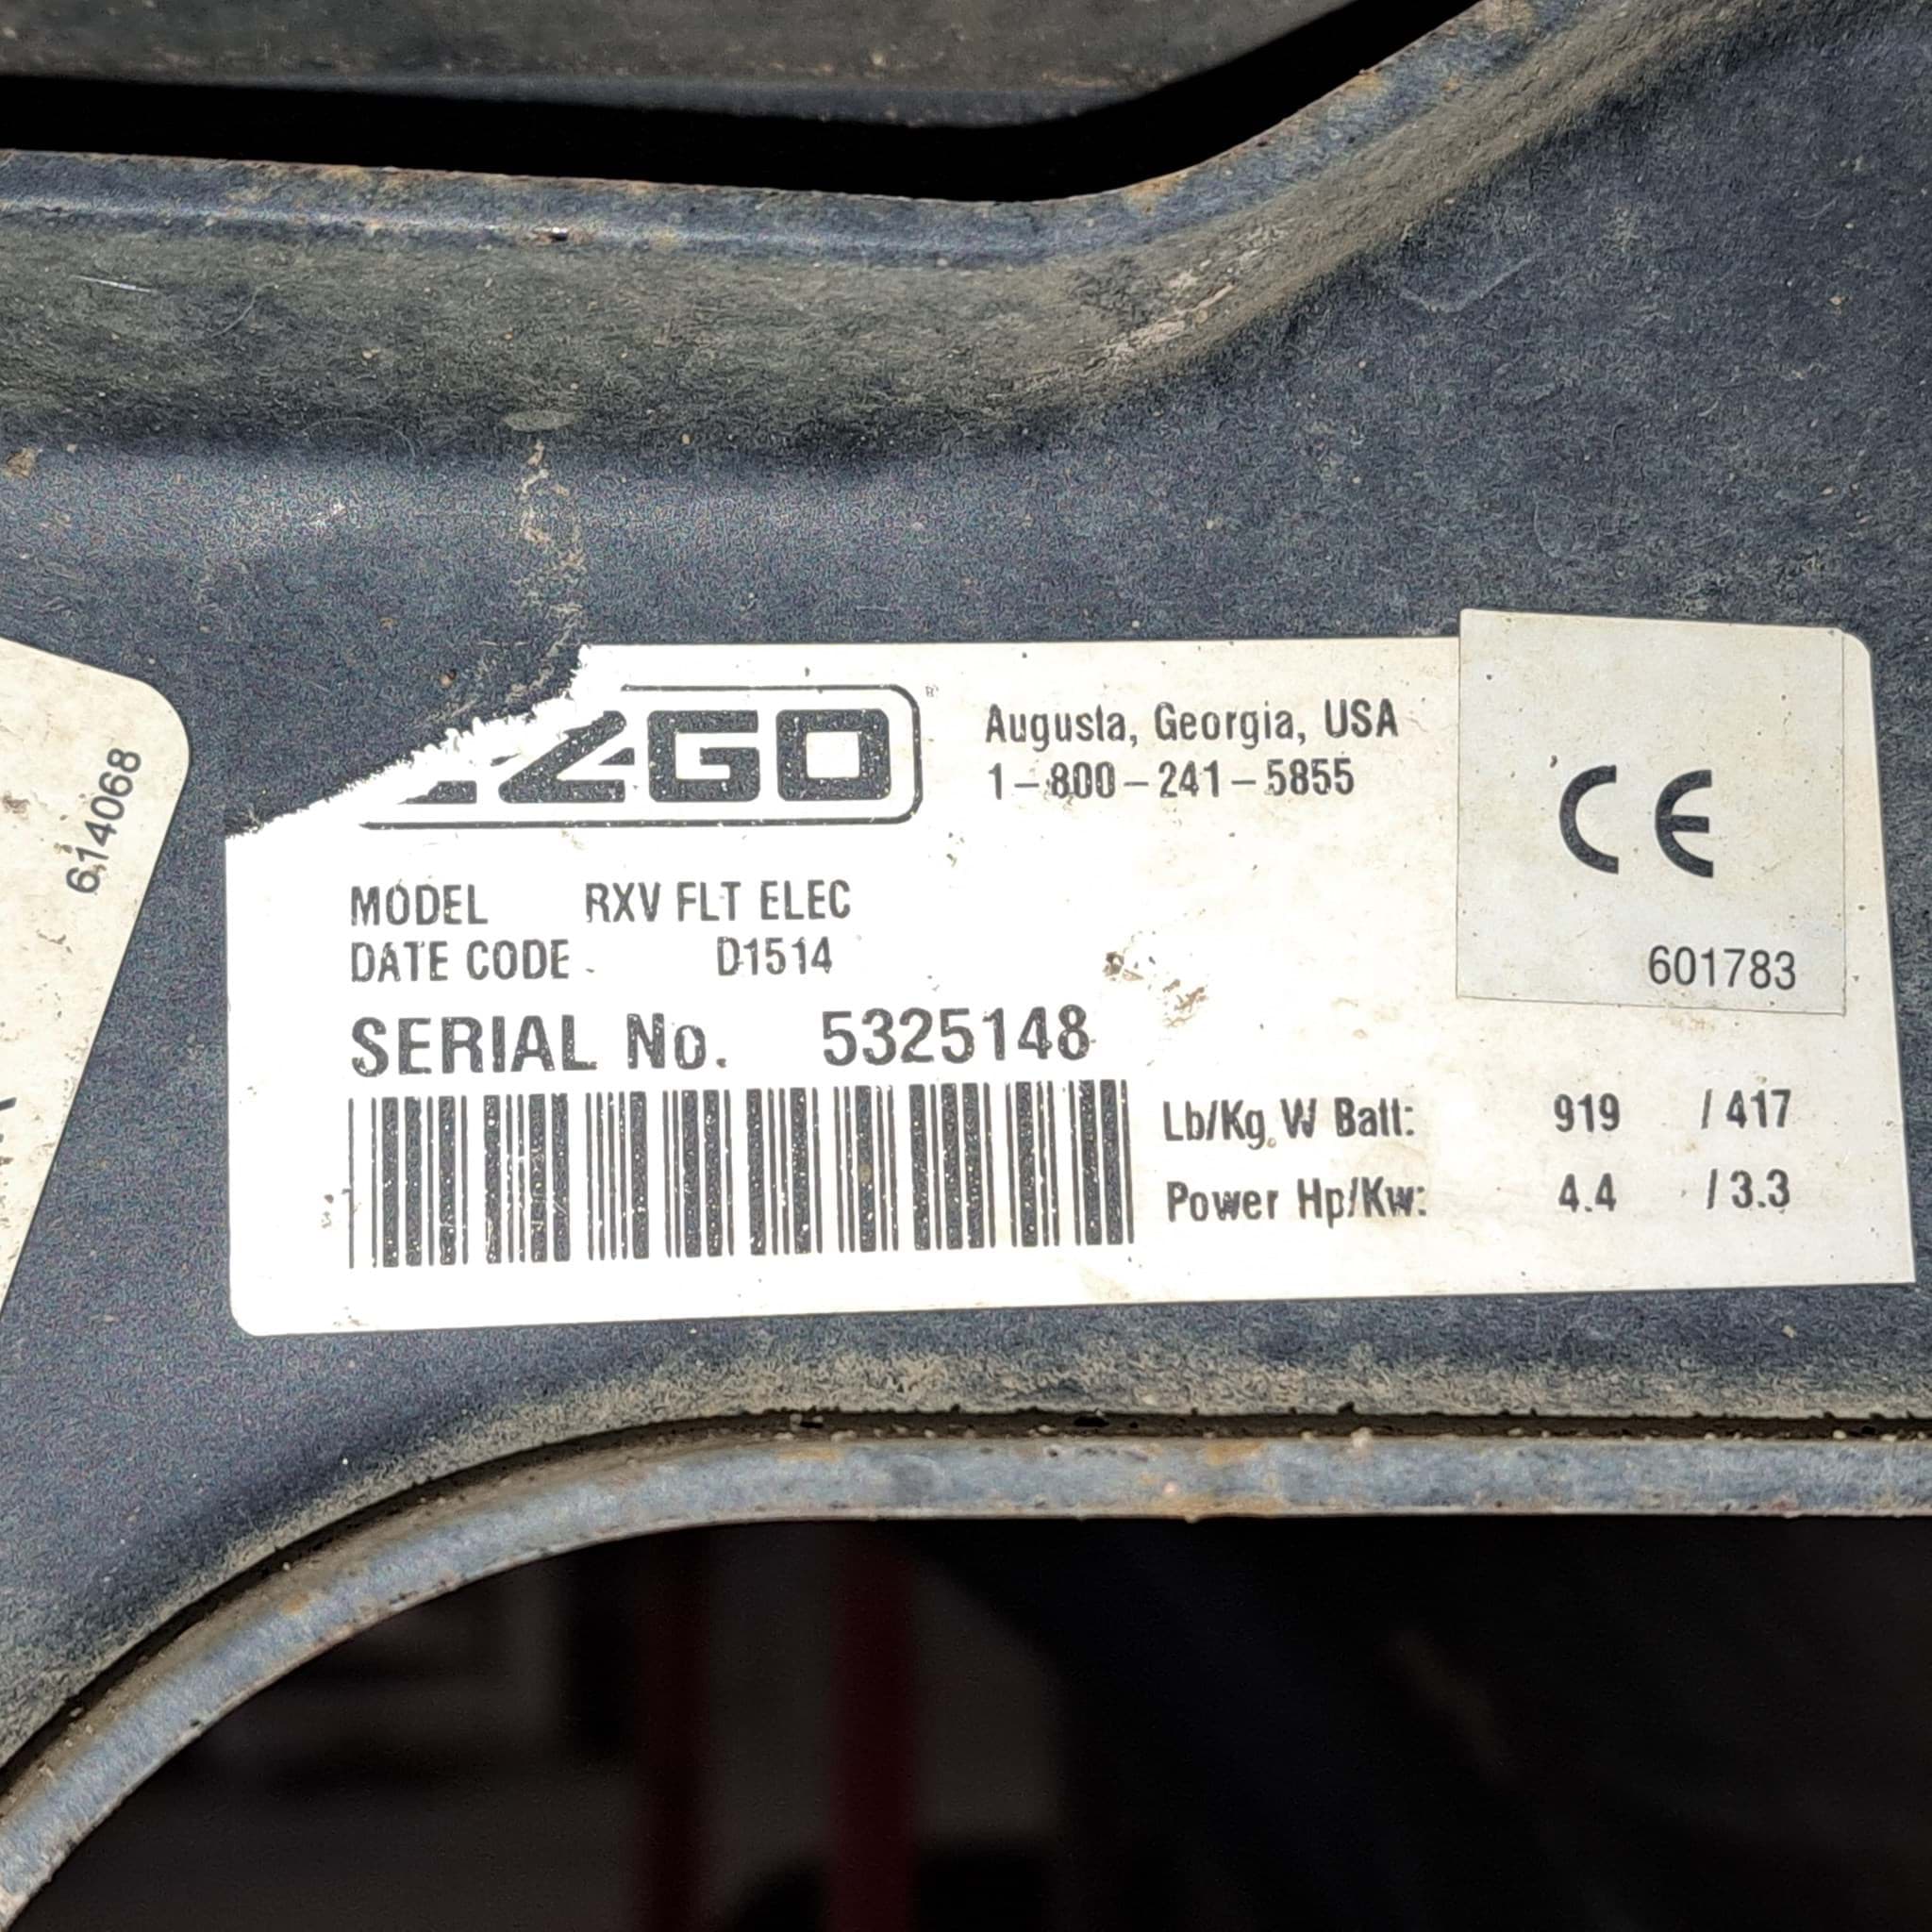 614068
ZGO
®
Augusta, Georgia, USA
1-800-241-5855
CE
601783
MODEL RXV FLT ELEC
DATE CODE D1514
SERIAL No. 5325148
Lb/Kg W Batt: 919 / 417
Power Hp/Kw: 4.4 / 3.3